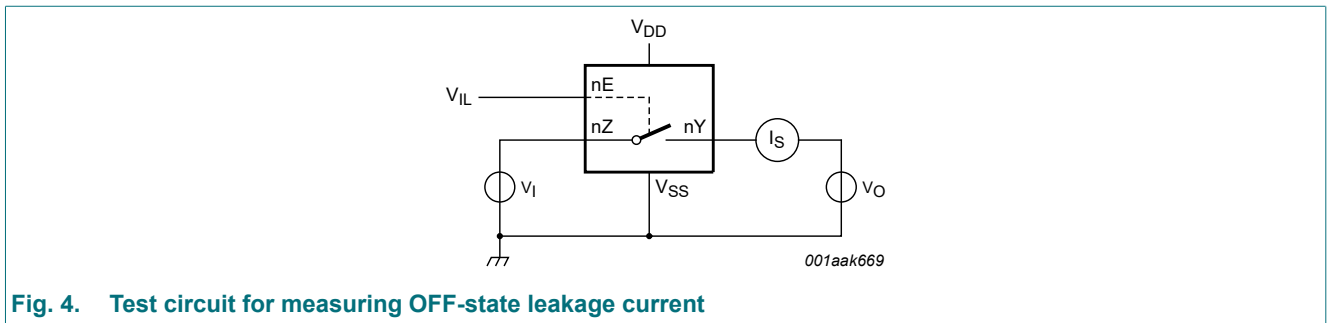 VDD
VIL
nE
nZ
nY
IS
VI
VSS
VO
001aak669
Fig. 4. Test circuit for measuring OFF-state leakage current